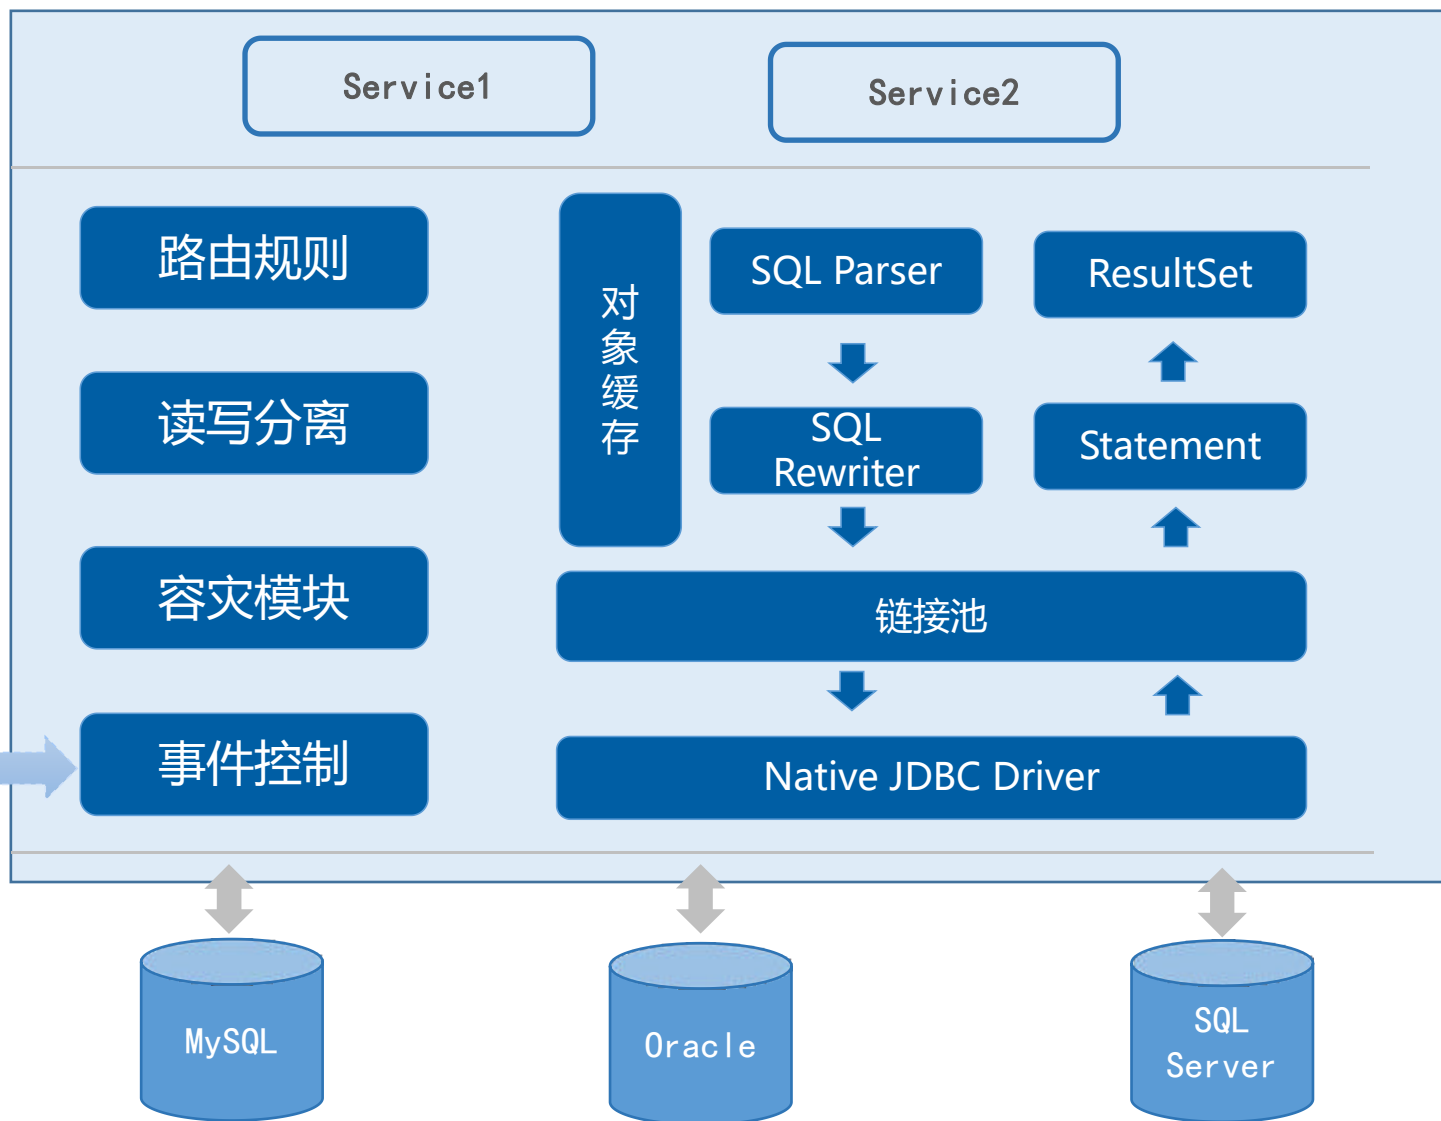 Service1
Service2
路由规则
读写分离
容灾模块
事件控制
对象缓存
SQL Parser
ResultSet
SQL
Rewriter
Statement
链接池
Native JDBC Driver
MySQL
Oracle
SQL
Server